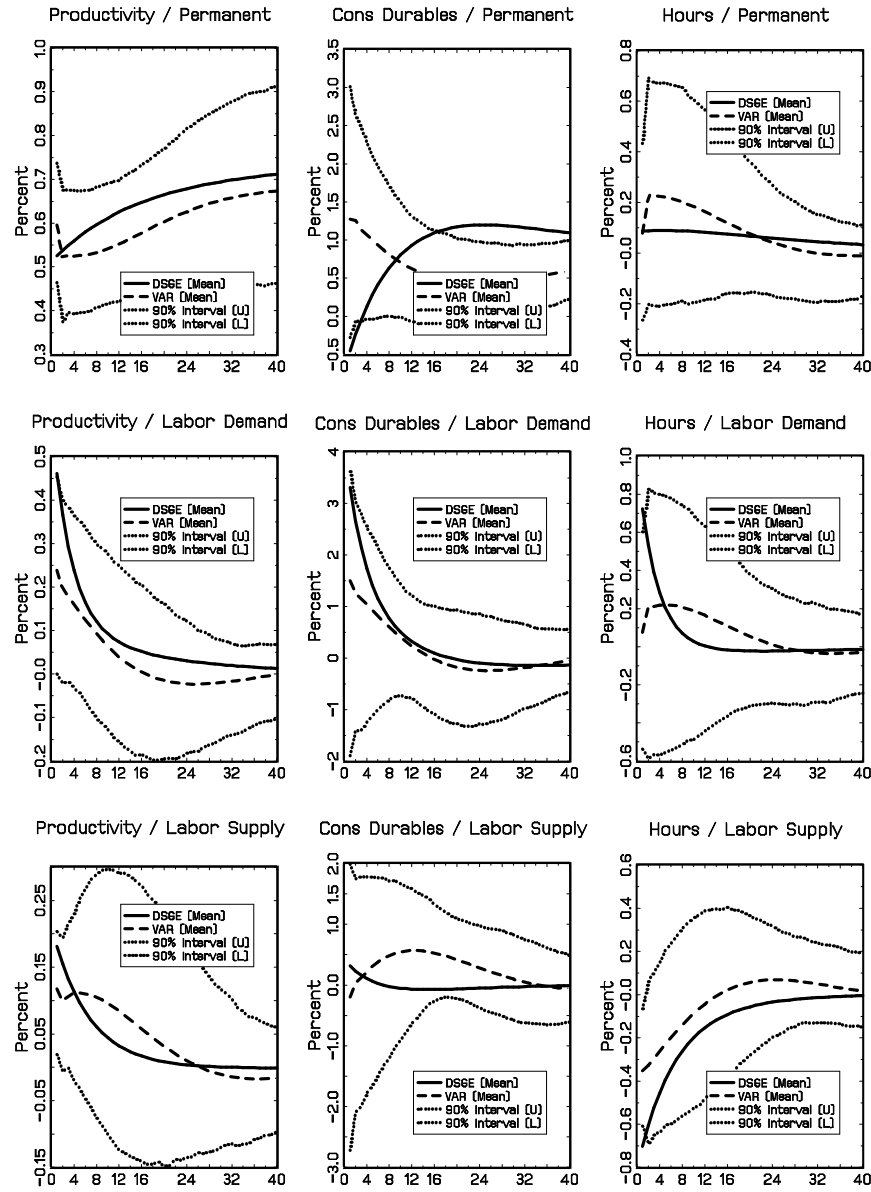 Productivity / Permanent
Percent
1.0
0.9
0.8
0.7
0.6
0.5
0.4
0.3
DSGE (Mean)
VAR (Mean)
90% Interval (U)
90% Interval (L)
0 4 8 12 16 24 32 40
Cons Durables / Permanent
Percent
3.5
3.0
2.5
2.0
1.5
1.0
0.5
0.0
-0.5
DSGE (Mean)
VAR (Mean)
90% Interval (U)
90% Interval (L)
0 4 8 12 16 24 32 40
Hours / Permanent
Percent
0.8
0.6
0.4
0.2
-0.0
-0.2
-0.4
DSGE (Mean)
VAR (Mean)
90% Interval (U)
90% Interval (L)
0 4 8 12 16 24 32 40
Productivity / Labor Demand
Percent
0.5
0.4
0.3
0.2
0.1
-0.0
-0.1
-0.2
DSGE (Mean)
VAR (Mean)
90% Interval (U)
90% Interval (L)
0 4 8 12 16 24 32 40
Cons Durables / Labor Demand
Percent
4
3
2
1
0
-1
-2
DSGE (Mean)
VAR (Mean)
90% Interval (U)
90% Interval (L)
0 4 8 12 16 24 32 40
Hours / Labor Demand
Percent
1.0
0.8
0.6
0.2
-0.2
-0.6
DSGE (Mean)
VAR (Mean)
90% Interval (U)
90% Interval (L)
0 4 8 12 16 24 32 40
Productivity / Labor Supply
Percent
0.25
0.15
0.05
-0.05
-0.15
DSGE (Mean)
VAR (Mean)
90% Interval (U)
90% Interval (L)
0 4 8 12 16 24 32 40
Cons Durables / Labor Supply
Percent
2.0
1.5
1.0
0.0
-1.0
-2.0
-3.0
DSGE (Mean)
VAR (Mean)
90% Interval (U)
90% Interval (L)
0 4 8 12 16 24 32 40
Hours / Labor Supply
Percent
0.6
0.4
0.2
-0.0
-0.2
-0.4
-0.6
-0.8
DSGE (Mean)
VAR (Mean)
90% Interval (U)
90% Interval (L)
0 4 8 12 16 24 32 40